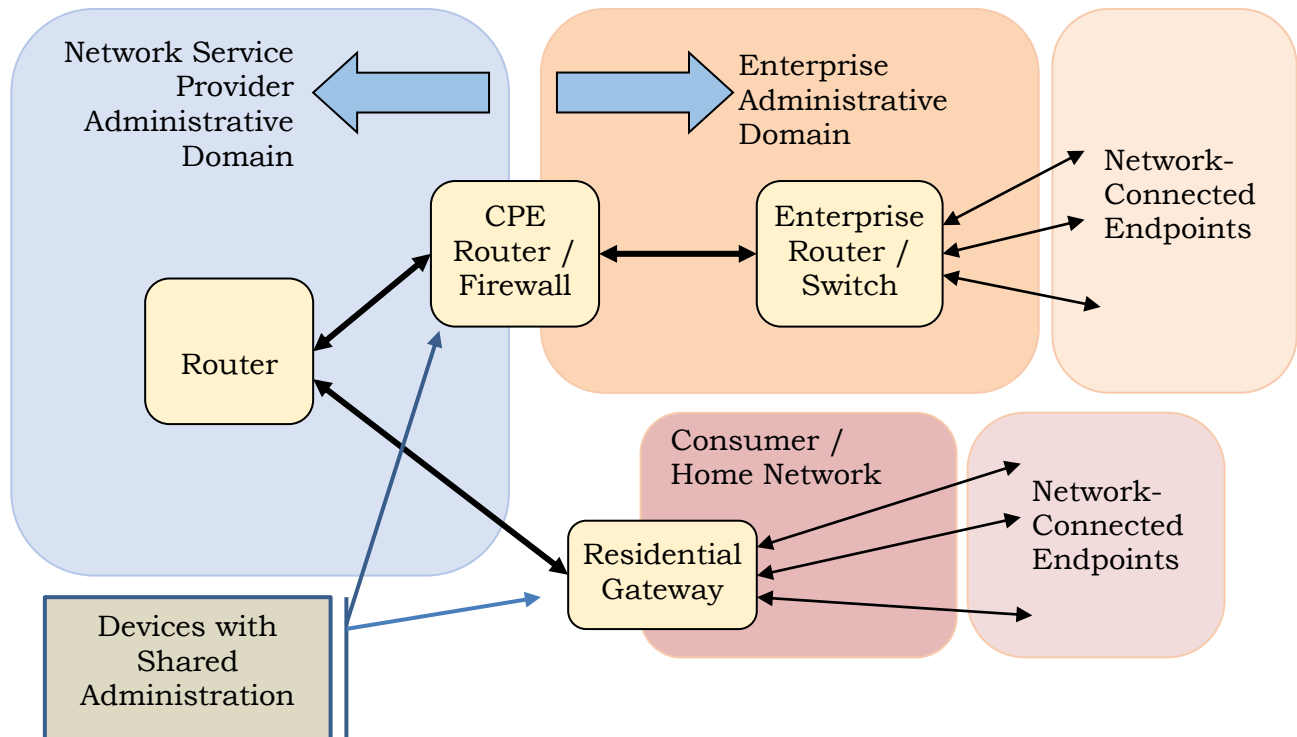 Network Service
Provider
Administrative
Domain
Enterprise
Administrative
Domain
Network-
Connected
Endpoints
CPE
Router /
Firewall
Enterprise
Router /
Switch
Router
Consumer /
Home Network
Network-
Connected
Endpoints
Residential
Gateway
Devices with
Shared
Administration